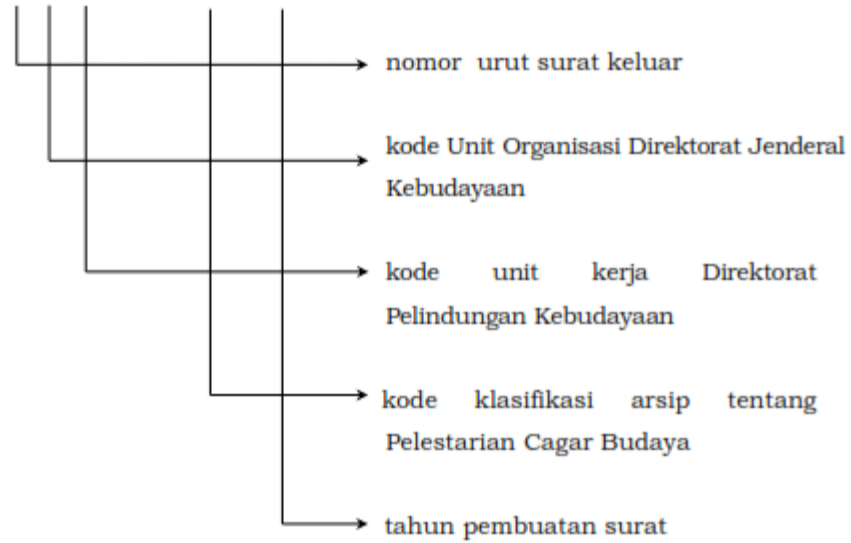 nomor urut surat keluar
kode Unit Organisasi Direktorat Jenderal
Kebudayaan
kode unit kerja Direktorat
Pelindungan Kebudayaan
kode klasifikasi arsip tentang
Pelestarian Cagar Budaya
tahun pembuatan surat